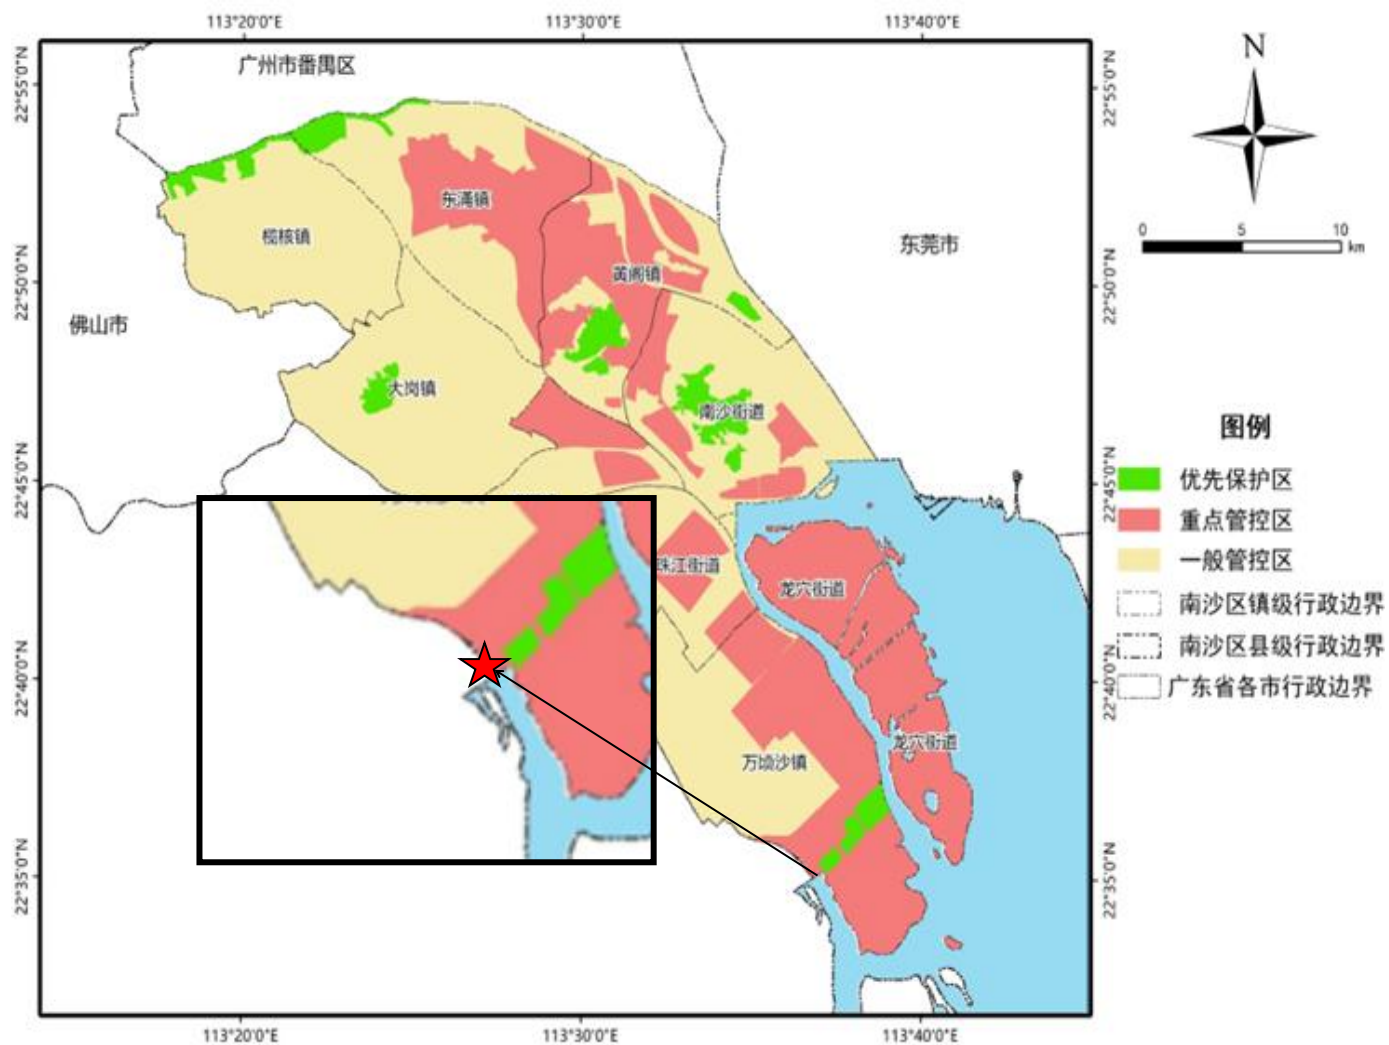 113°20'0"E
113°30'0"E
113°40'0"E
N
广州市番禺区
22°55'0"N
22°55'0"N
东涌镇
榄核镇
东莞市
0
5
10
km
黄阁镇
22°50'0"N
22°50'0"N
佛山市
大岗镇
南沙街道
图例
22°45'0"N
22°45'0"N
优先保护区
重点管控区
一般管控区
珠江街道
龙穴街道
南沙区镇级行政边界
南沙区县级行政边界
22°40'0"N
22°40'0"N
广东省各市行政边界
龙穴街道
万顷沙镇
22°35'0"N
22°35'0"N
113°20'0"E
113°30'0"E
113°40'0"E